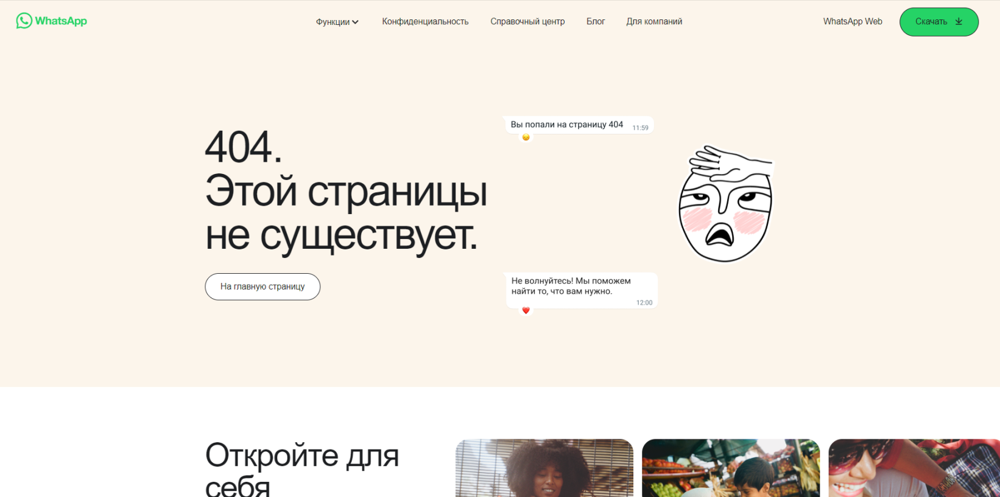 WhatsApp
Функции
Конфиденциальность
Справочный центр
Блог
Для компаний
WhatsApp Web
Скачать
404.
Этой страницы
не существует.
На главную страницу
Вы попали на страницу 404
11:59
Не волнуйтесь! Мы поможем
найти то, что вам нужно.
12:00
Откройте для
себя